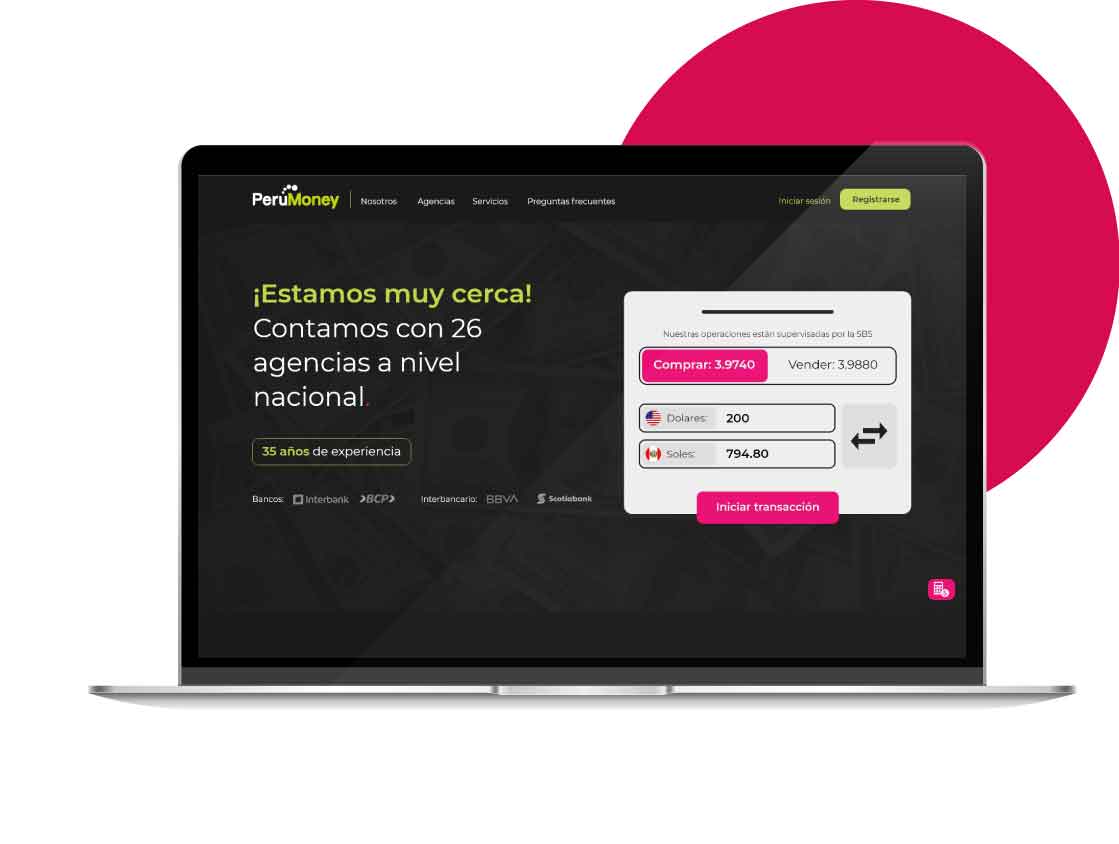 PerúMoney
Nosotros
Agencias
Servicios
Preguntas frecuentes
Iniciar sesión
Registrarse
¡Estamos muy cerca!
Contamos con 26
agencias a nivel
nacional.
35 años de experiencia
Bancos: Interbank BCP Interbancario: BBVA Scotiabank
Nuestras operaciones están supervisadas por la SBS
Comprar: 3.9740 Vender: 3.9880
Dolares: 200
Soles: 794.80
Iniciar transacción